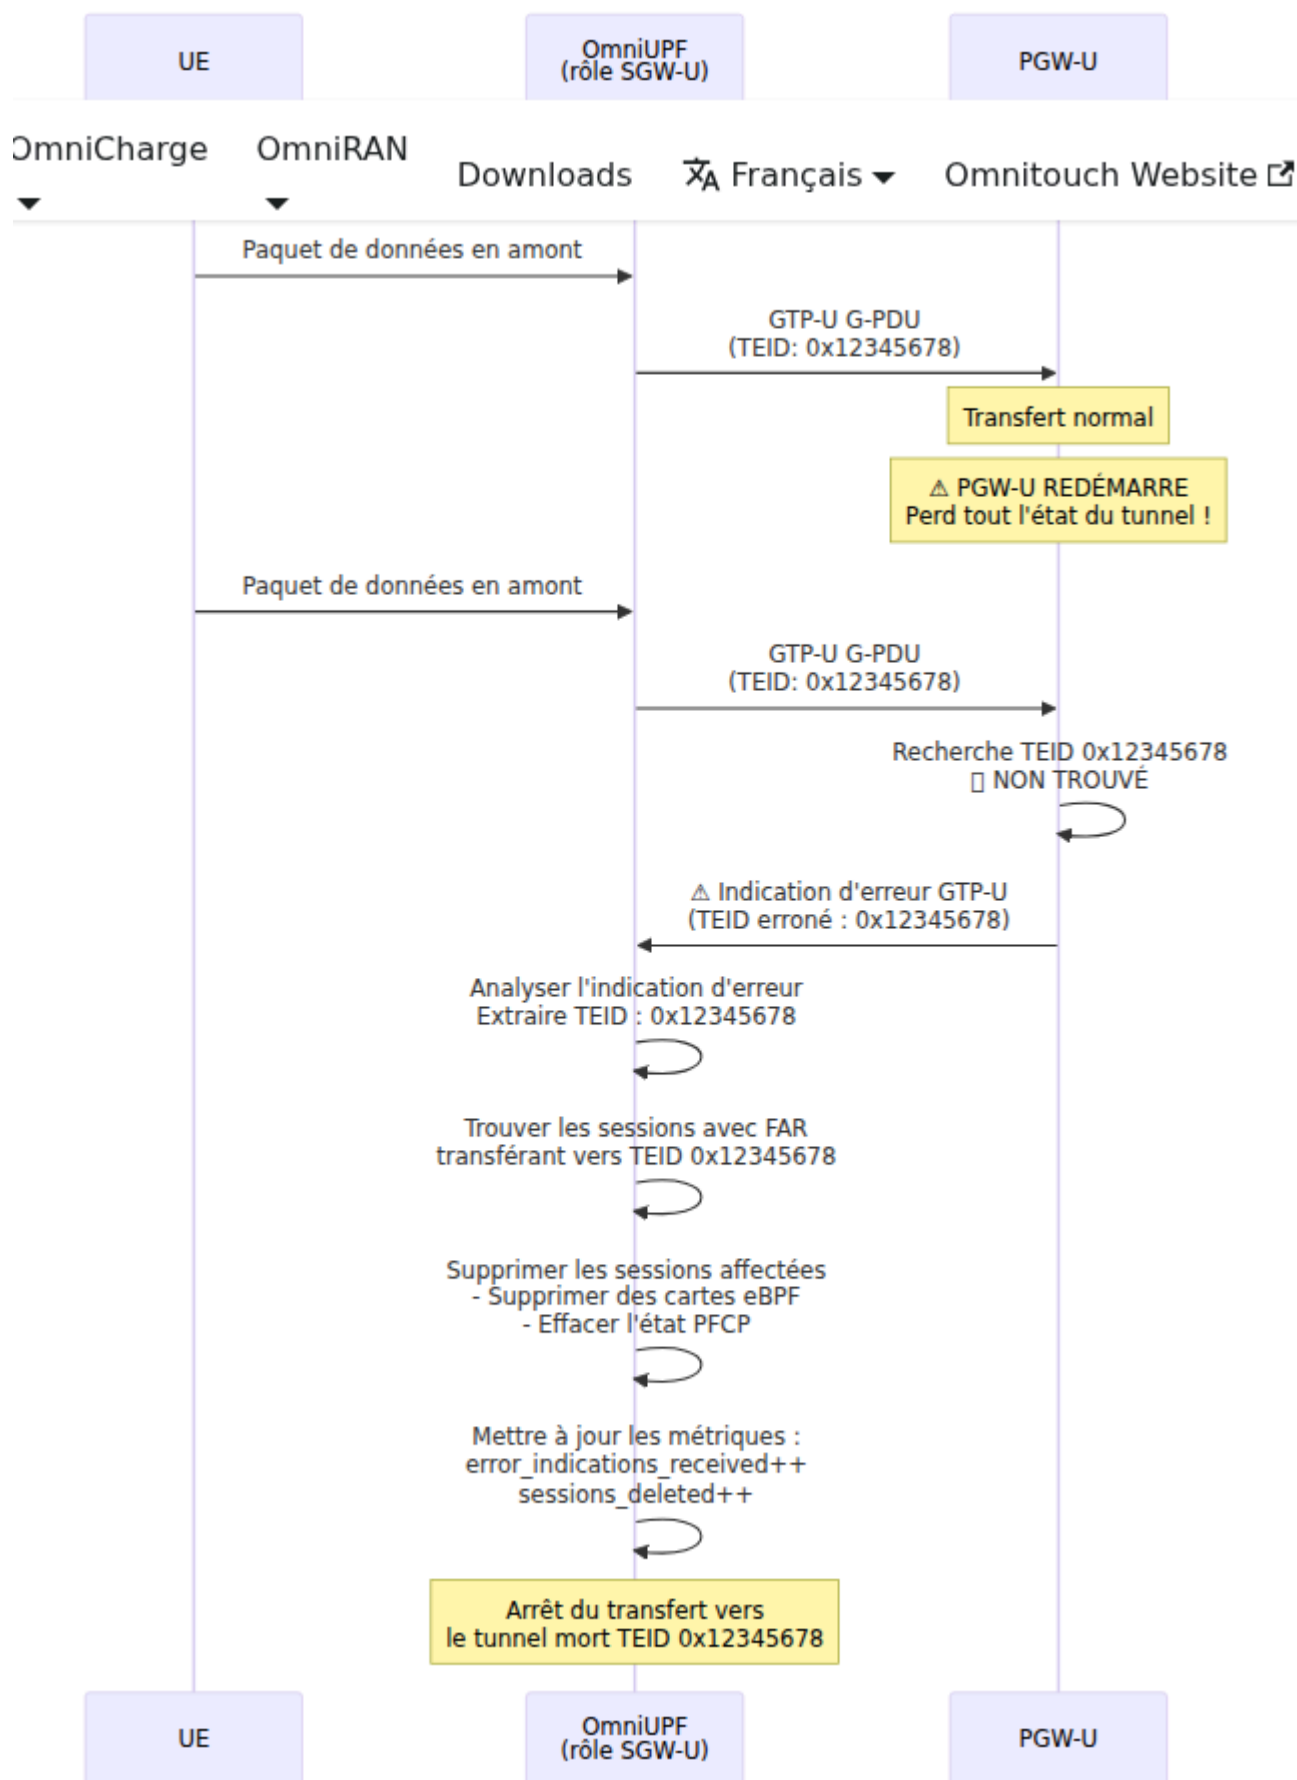 UE
OmniUPF
(rôle SGW-U)
PGW-U
OmniCharge
OmniRAN
Downloads
Français
Omnitouch Website
Paquet de données en amont
GTP-U G-PDU
(TEID: 0x12345678)
Transfert normal
⚠ PGW-U REDÉMARRE
Perd tout l'état du tunnel !
Paquet de données en amont
GTP-U G-PDU
(TEID: 0x12345678)
Recherche TEID 0x12345678
NON TROUVÉ
⚠ Indication d'erreur GTP-U
(TEID erroné : 0x12345678)
Analyser l'indication d'erreur
Extraire TEID : 0x12345678
Trouver les sessions avec FAR
transférant vers TEID 0x12345678
Supprimer les sessions affectées
- Supprimer des cartes eBPF
- Effacer l'état PFCP
Mettre à jour les métriques :
error_indications_received++
sessions_deleted++
Arrêt du transfert vers
le tunnel mort TEID 0x12345678
UE
OmniUPF
(rôle SGW-U)
PGW-U